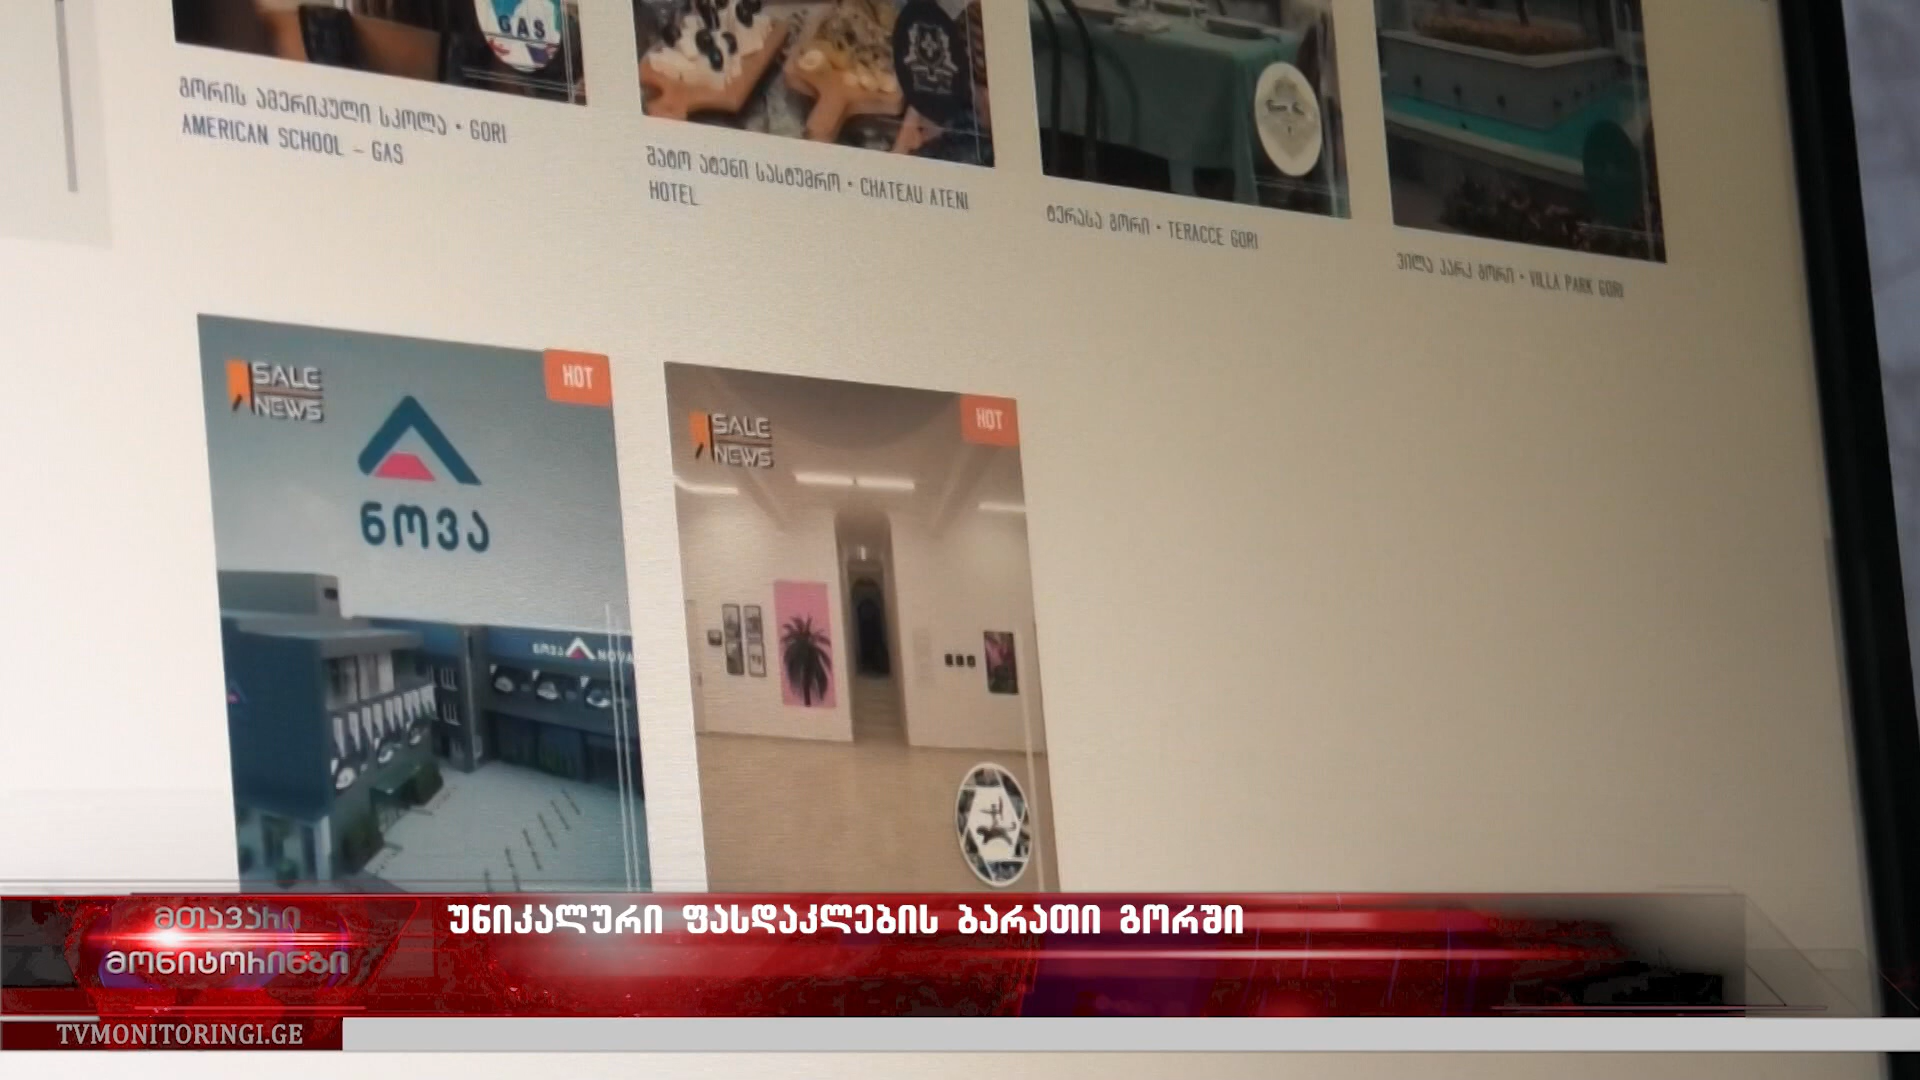 GAS
გორის ამერიკული სკოლა • GORI
AMERICAN SCHOOL – GAS
შატო ატენი სასტუმრო • CHATEAU ATENI
HOTEL
ტერასა გორი • TERACCE GORI
ვილა პარკ გორი • VILLA PARK GORI
SALE
NEWS
HOT
ნოვა
ნოვა NOVA
SALE
NEWS
HOT
მთავარი
მონიტორინგი
უნიკალური ფასდაკლების ბარათი გორში
TVMONITORINGI.GE